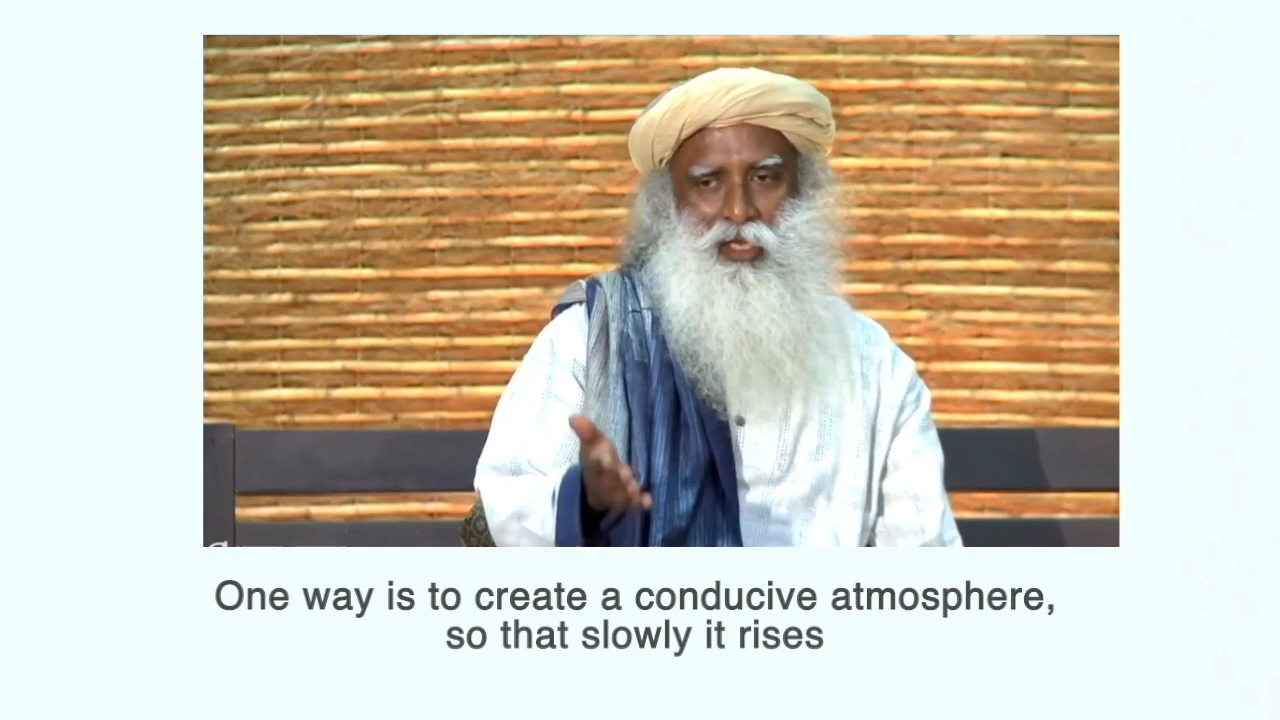 One way is to create a conducive atmosphere,
so that slowly it rises